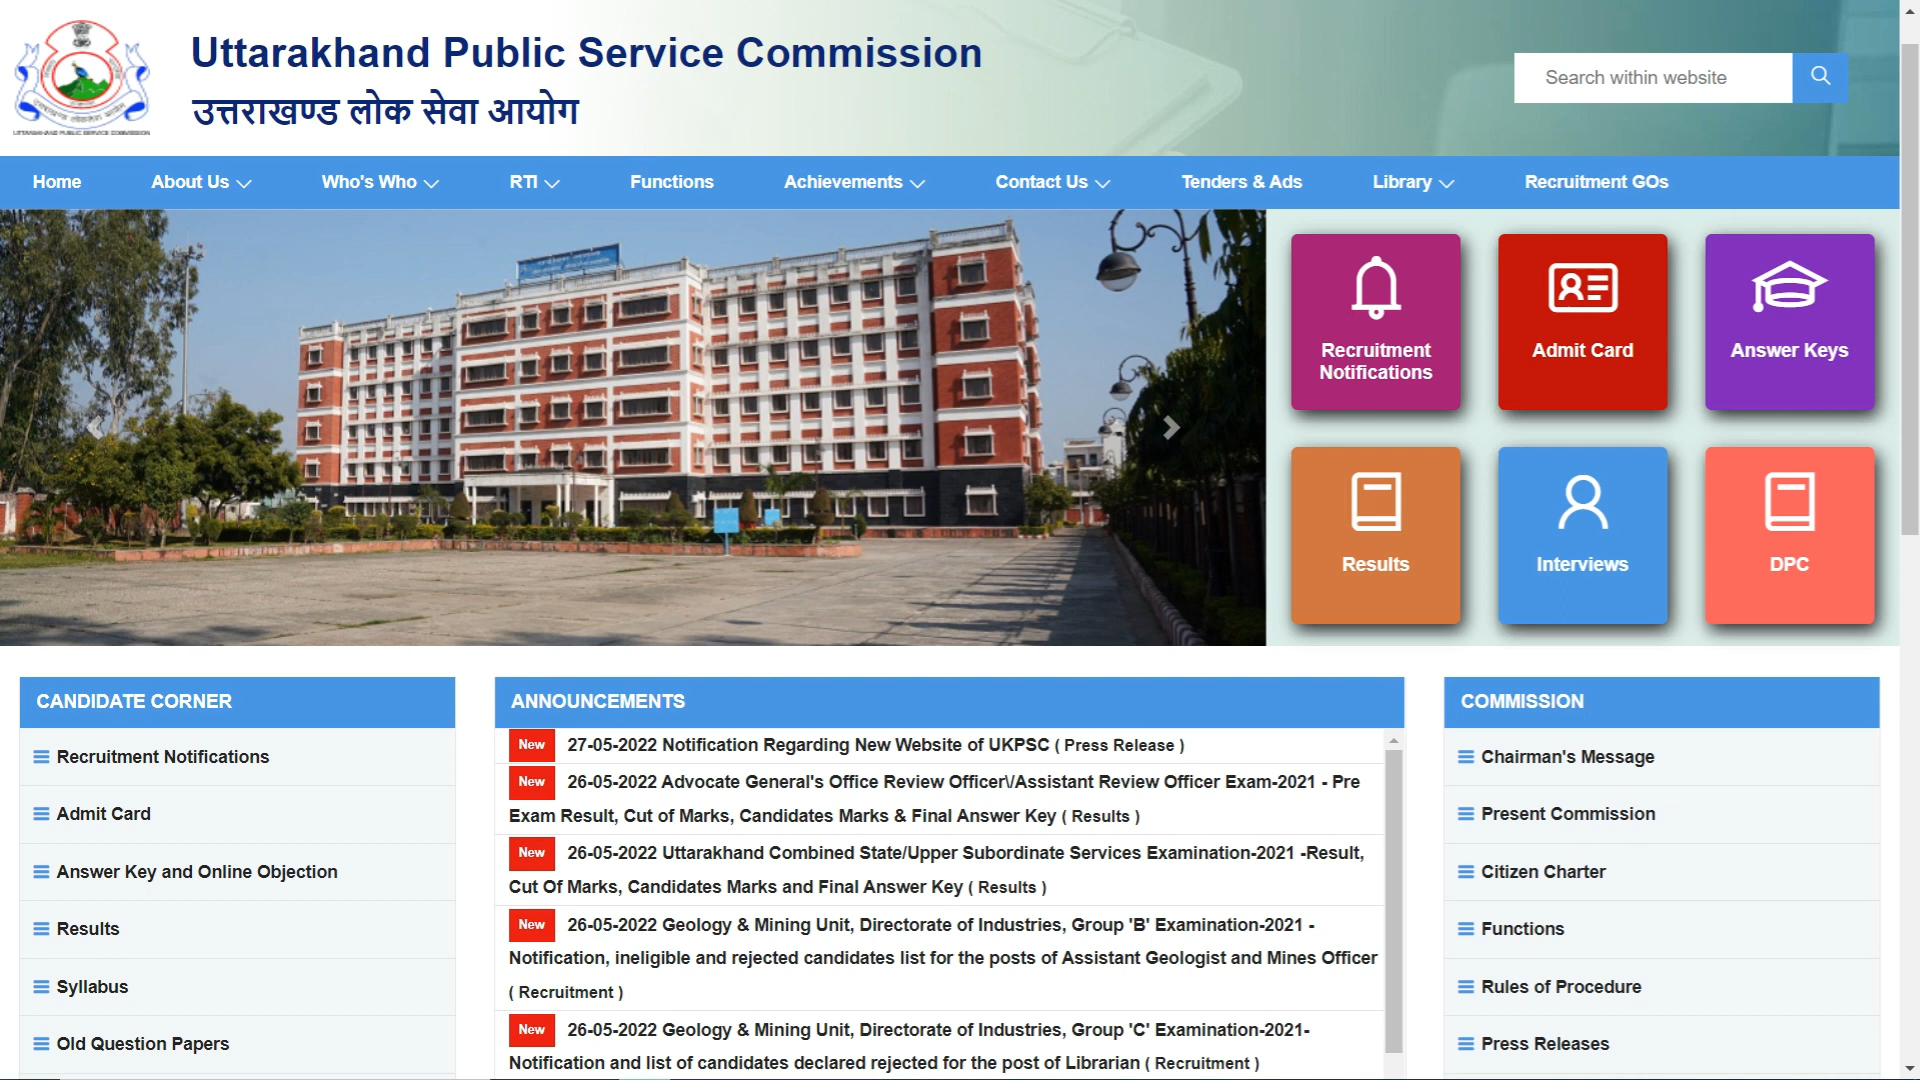 Uttarakhand Public Service Commission
उत्तराखण्ड लोक सेवा आयोग
UTTARAKHAND PUBLIC SERVICE COMMISSION
Search within website
Home About Us Who's Who RTI Functions Achievements Contact Us Tenders & Ads Library Recruitment GOs
Recruitment
Notifications
Admit Card
Answer Keys
Results
Interviews
DPC
CANDIDATE CORNER
Recruitment Notifications
Admit Card
Answer Key and Online Objection
Results
Syllabus
Old Question Papers
ANNOUNCEMENTS
New 27-05-2022 Notification Regarding New Website of UKPSC ( Press Release )
New 26-05-2022 Advocate General's Office Review Officer\/Assistant Review Officer Exam-2021 - Pre
Exam Result, Cut of Marks, Candidates Marks & Final Answer Key ( Results )
New 26-05-2022 Uttarakhand Combined State/Upper Subordinate Services Examination-2021 -Result,
Cut Of Marks, Candidates Marks and Final Answer Key ( Results )
New 26-05-2022 Geology & Mining Unit, Directorate of Industries, Group 'B' Examination-2021 -
Notification, ineligible and rejected candidates list for the posts of Assistant Geologist and Mines Officer
( Recruitment )
New 26-05-2022 Geology & Mining Unit, Directorate of Industries, Group 'C' Examination-2021-
Notification and list of candidates declared rejected for the post of Librarian ( Recruitment )
COMMISSION
Chairman's Message
Present Commission
Citizen Charter
Functions
Rules of Procedure
Press Releases